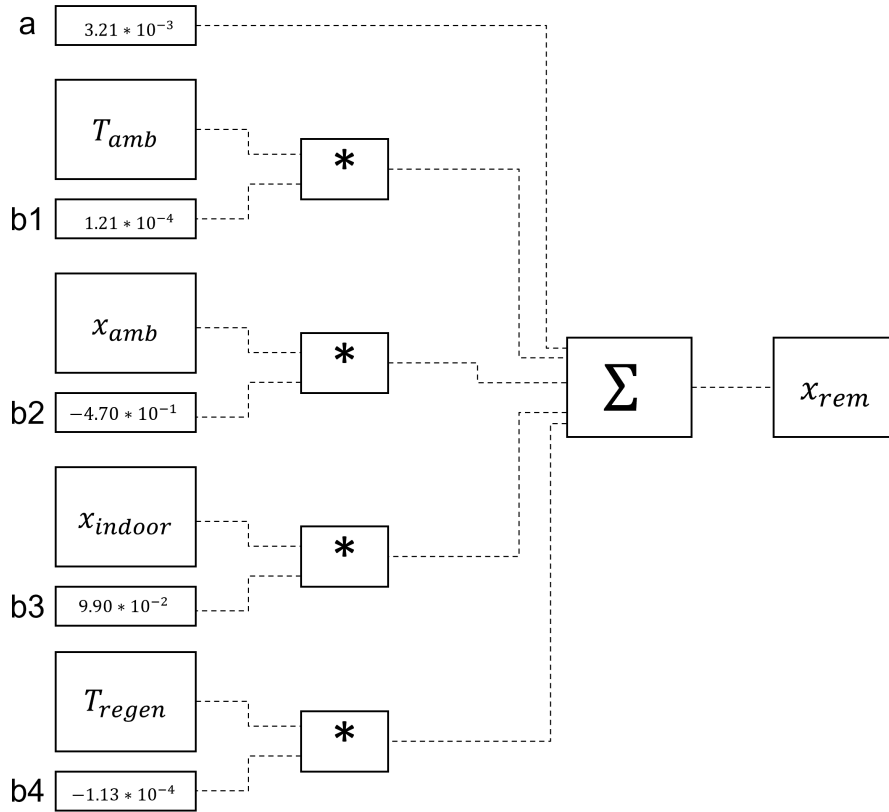 a 3.21 * 10⁻³
T_amb
*
b1 1.21 * 10⁻⁴
x_amb
*
b2 −4.70 * 10⁻¹
Σ
x_rem
x_indoor
*
b3 9.90 * 10⁻²
T_regen
*
b4 −1.13 * 10⁻⁴